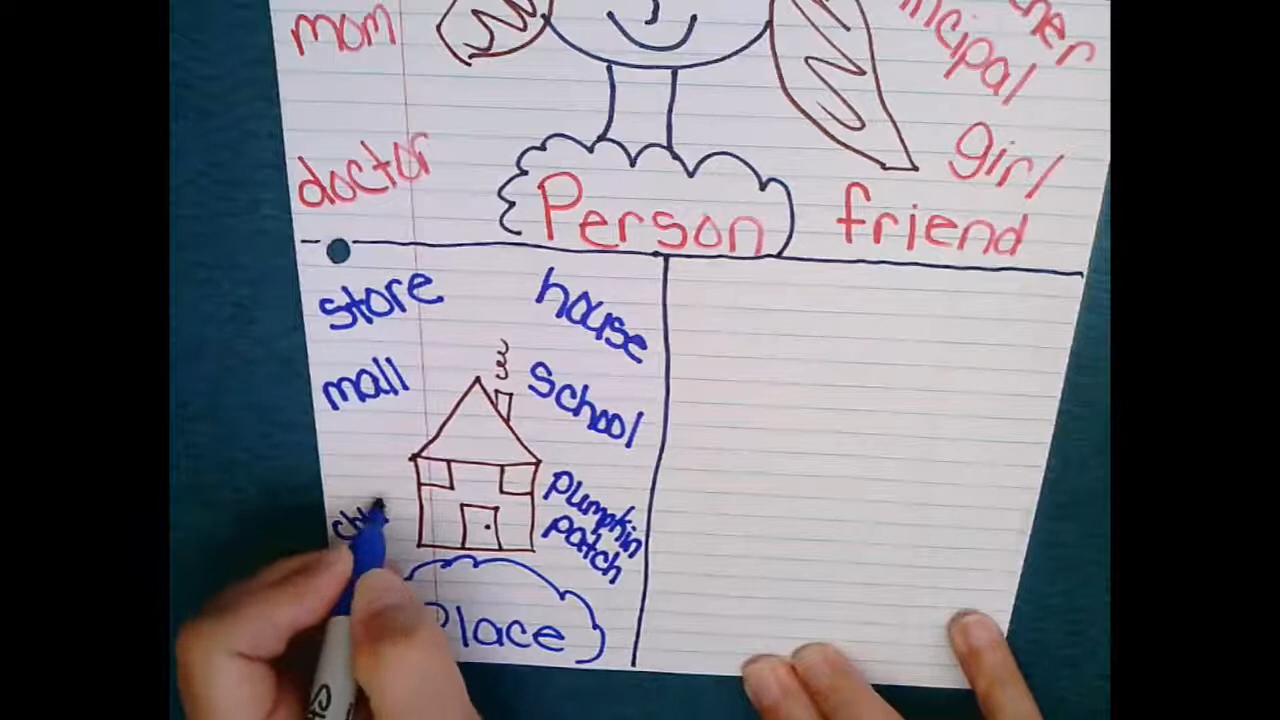 mom
doctor
Person
girl
friend
store
mall
house
School
Pumpkin
patch
Place